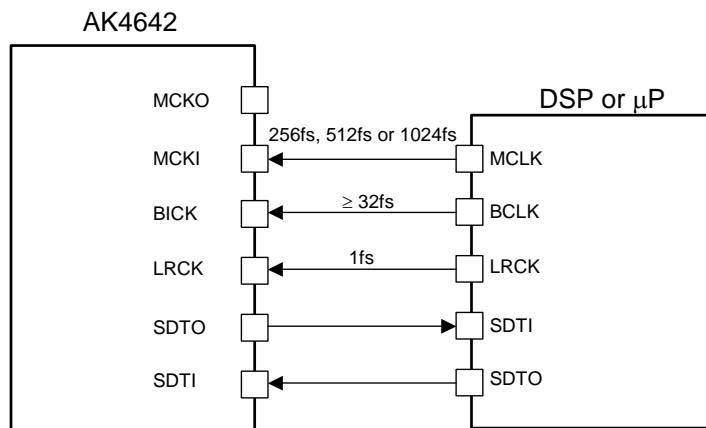 AK4642
DSP or μP
MCKO
256fs, 512fs or 1024fs
MCKI
MCLK
≥ 32fs
BICK
BCLK
1fs
LRCK
LRCK
SDTO
SDTI
SDTI
SDTO